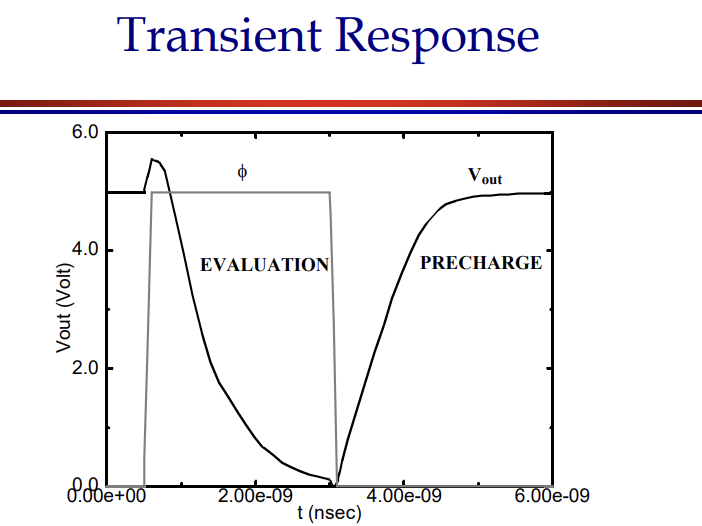 Transient Response
6.0
ϕ
Vout
4.0
EVALUATION
PRECHARGE
Vout (Volt)
2.0
0.0
0.00e+00 2.00e-09 4.00e-09 6.00e-09
t (nsec)